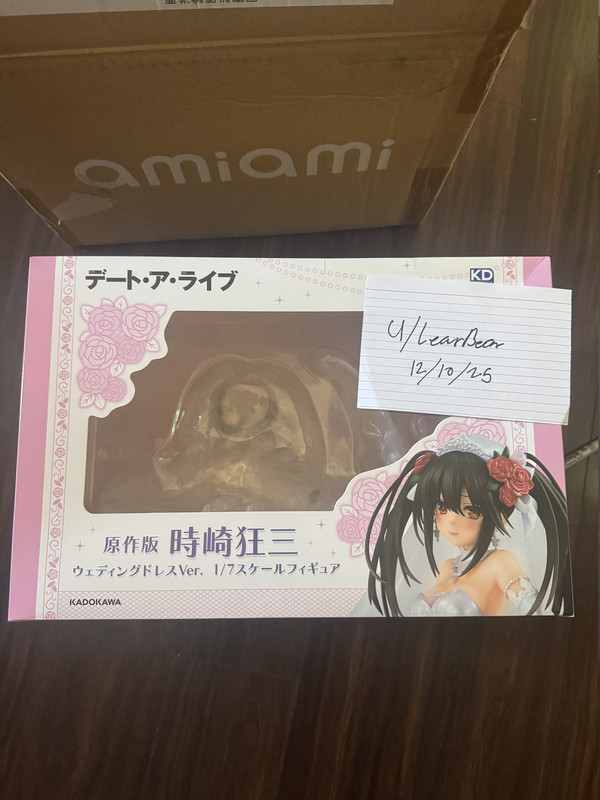 amiami
デート・ア・ライブ
KD
u/LearBear
12/10/25
原作版 時崎狂三
ウェディングドレスVer. 1/7スケールフィギュア
KADOKAWA